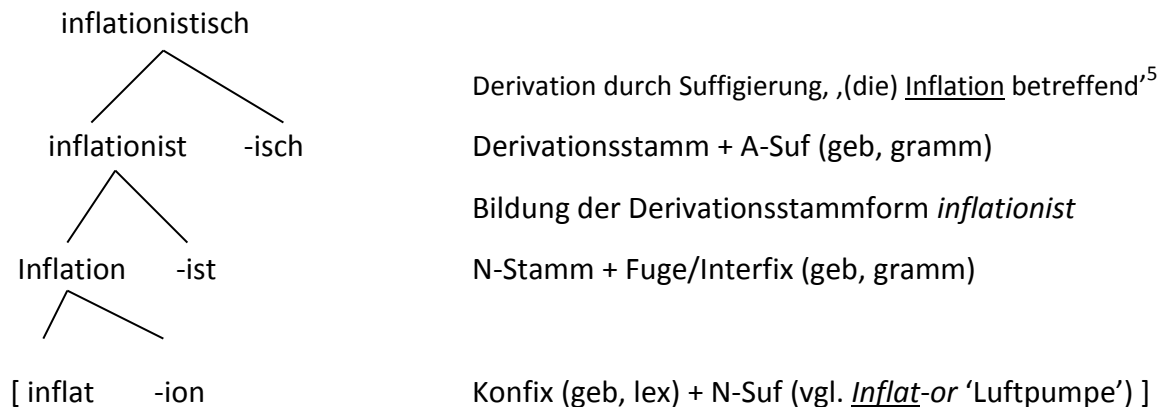 inflationistisch
Derivation durch Suffigierung, ‚(die) Inflation betreffend’5
inflationist -isch Derivationsstamm + A-Suf (geb, gramm)
Bildung der Derivationsstammform inflationist
Inflation -ist N-Stamm + Fuge/Interfix (geb, gramm)
[ inflat -ion Konfix (geb, lex) + N-Suf (vgl. Inflat-or ‘Luftpumpe’) ]